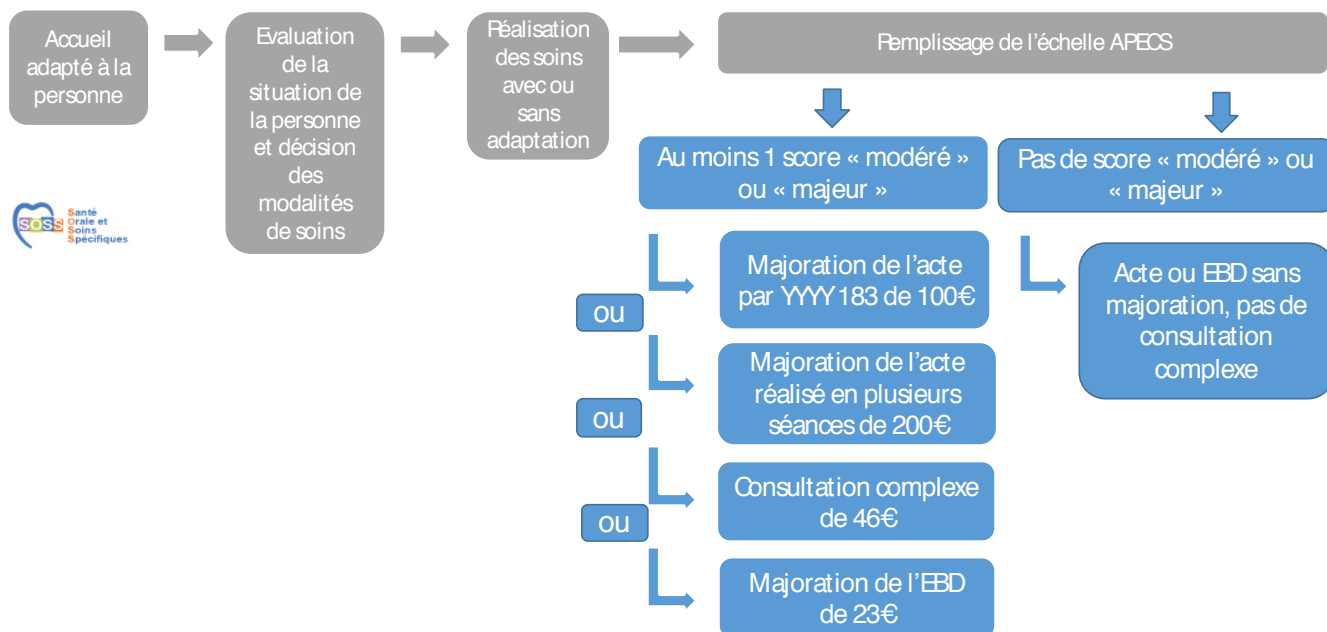 Accueil
adapté à la
personne
Evaluation
de la
situation de
la personne
et décision
des
modalités
de soins
Réalisation
des soins
avec ou
sans
adaptation
Remplissage de l'échelle APECS
SOSS
Santé
Orale et
Soins
Spécifiques
Au moins 1 score « modéré »
ou « majeur »
Pas de score « modéré » ou
« majeur »
Majoration de l'acte
par YYYY 183 de 100€
ou
Majoration de l'acte
réalisé en plusieurs
séances de 200€
ou
Consultation complexe
de 46€
ou
Majoration de l'EBD
de 23€
Acte ou EBD sans
majoration, pas de
consultation
complexe